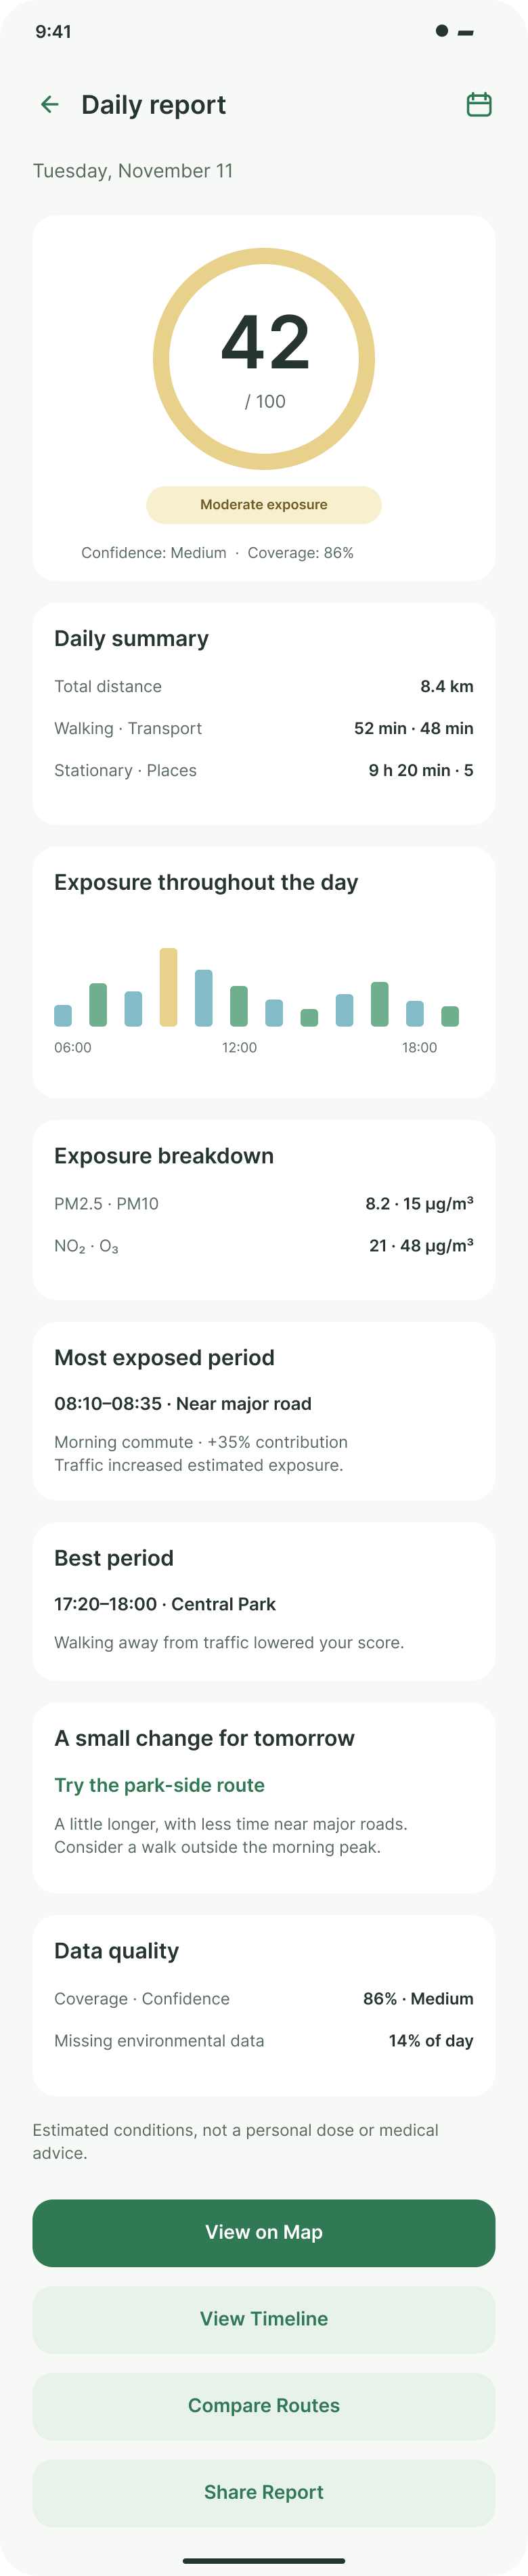 9:41
Daily report
Tuesday, November 11
42
/ 100
Moderate exposure
Confidence: Medium · Coverage: 86%
Daily summary
Total distance 8.4 km
Walking · Transport 52 min · 48 min
Stationary · Places 9 h 20 min · 5
Exposure throughout the day
06:00 12:00 18:00
Exposure breakdown
PM2.5 · PM10 8.2 · 15 µg/m³
NO₂ · O₃ 21 · 48 µg/m³
Most exposed period
08:10–08:35 · Near major road
Morning commute · +35% contribution
Traffic increased estimated exposure.
Best period
17:20–18:00 · Central Park
Walking away from traffic lowered your score.
A small change for tomorrow
Try the park-side route
A little longer, with less time near major roads.
Consider a walk outside the morning peak.
Data quality
Coverage · Confidence 86% · Medium
Missing environmental data 14% of day
Estimated conditions, not a personal dose or medical
advice.
View on Map
View Timeline
Compare Routes
Share Report